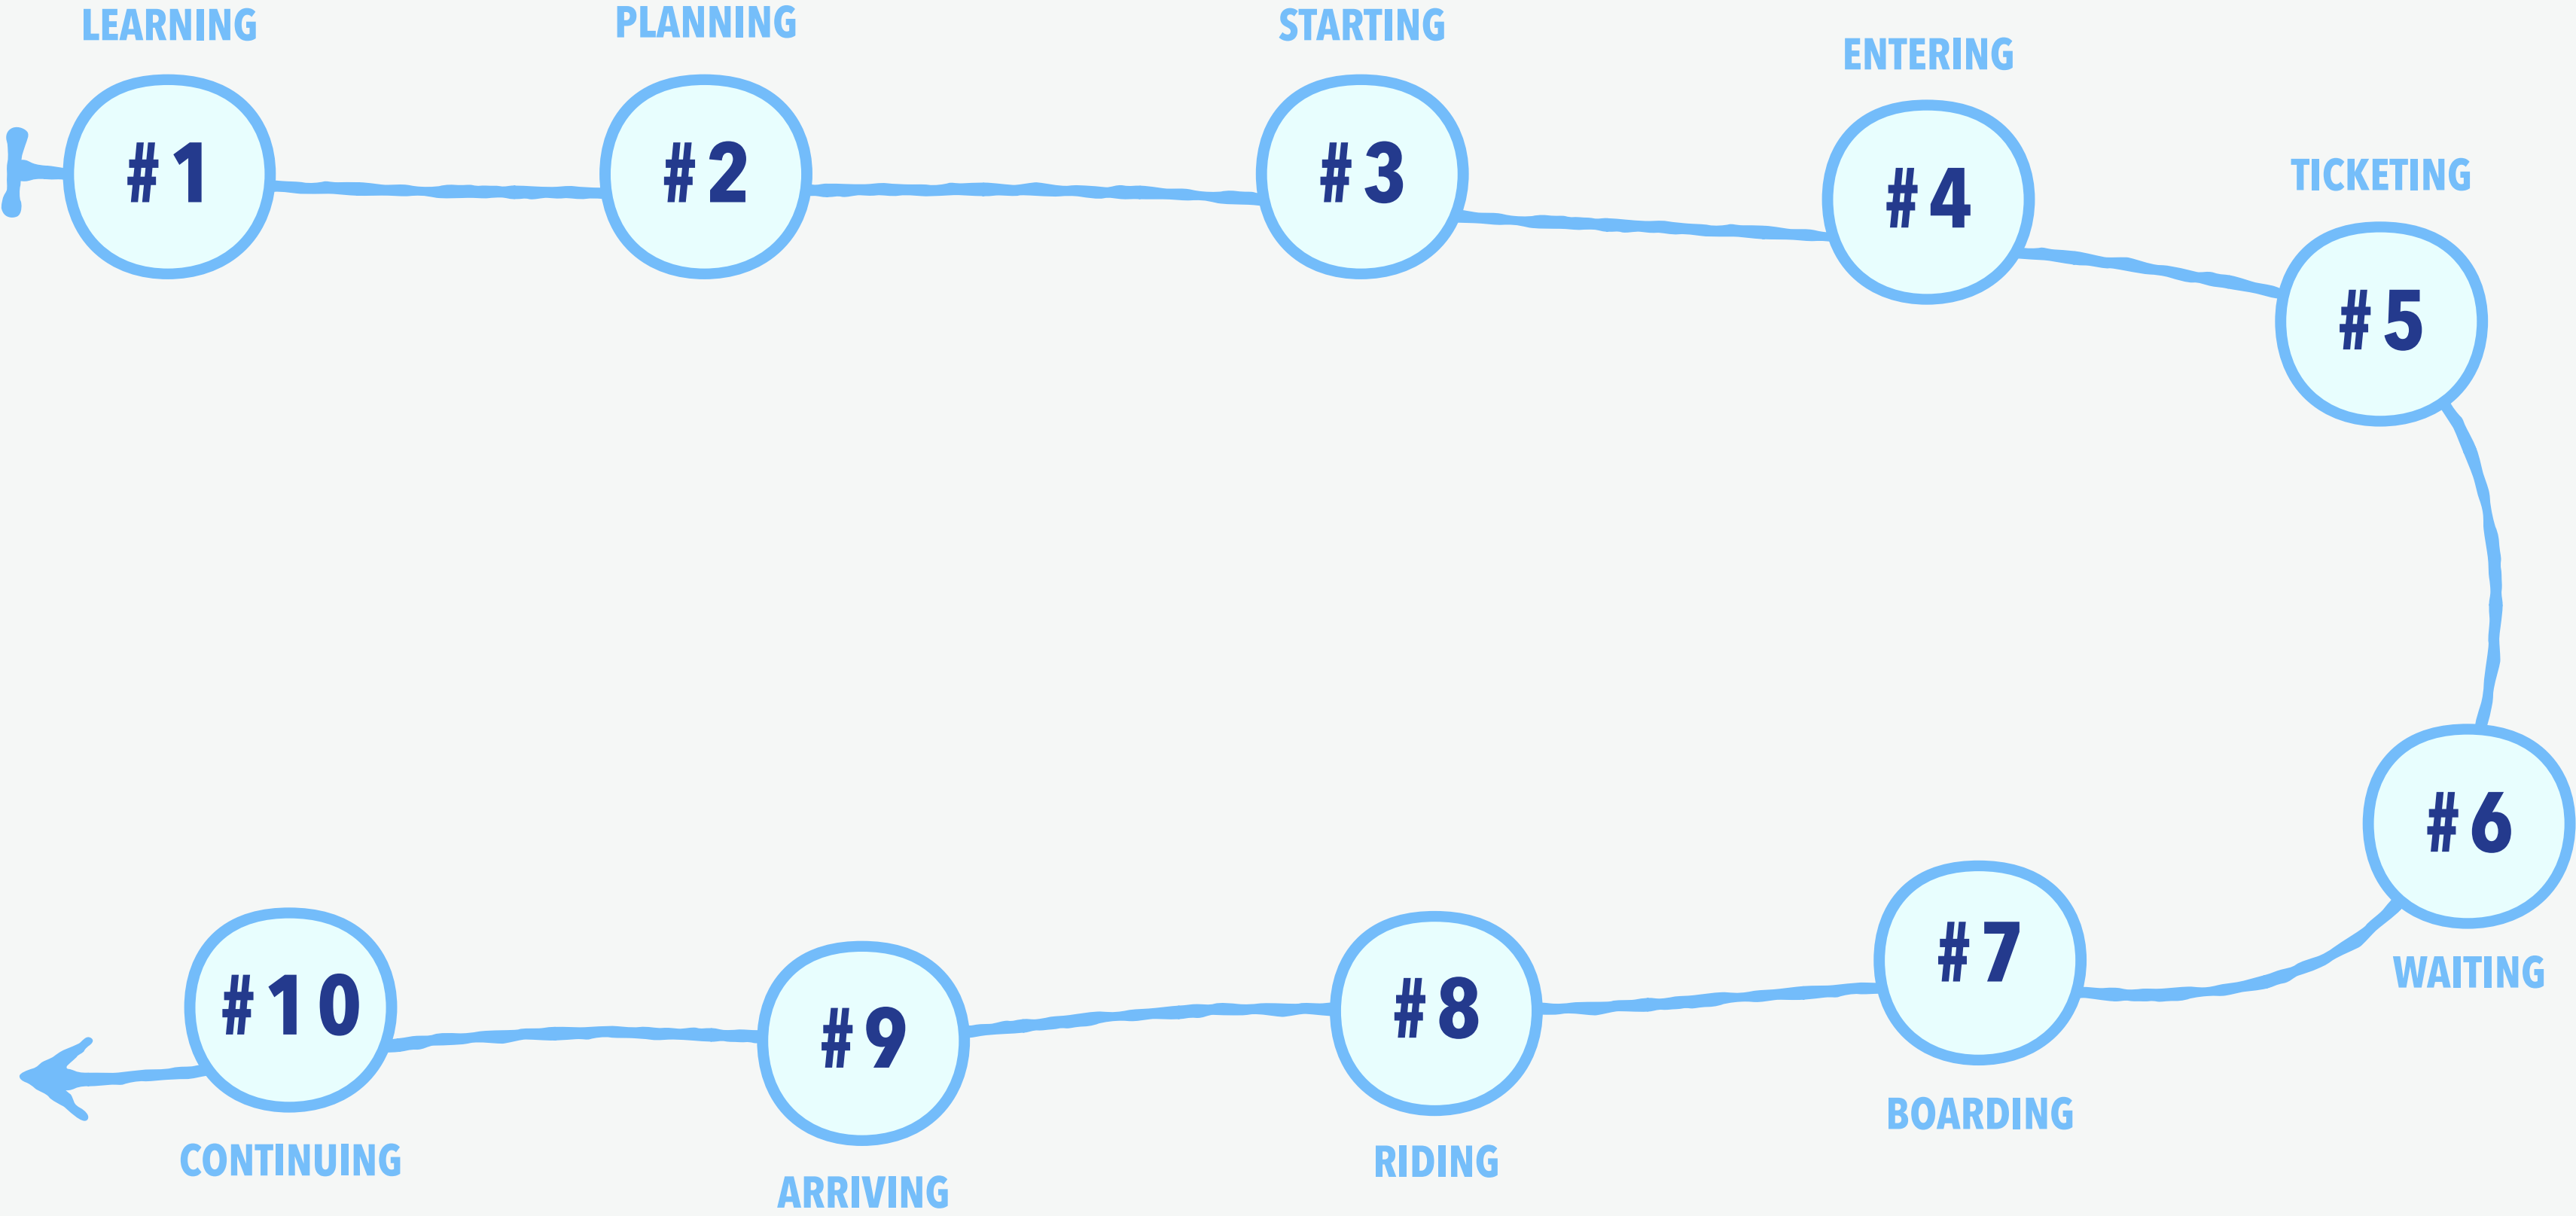 LEARNING
#1
PLANNING
#2
STARTING
#3
ENTERING
#4
TICKETING
#5
#6
WAITING
#7
BOARDING
#8
RIDING
#9
ARRIVING
#10
CONTINUING